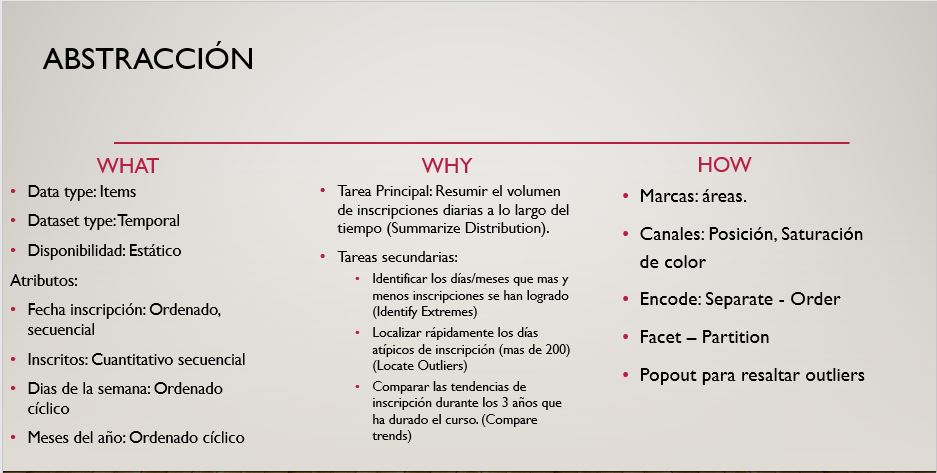 ABSTRACCIÓN
WHAT
Data type: Items
Dataset type: Temporal
Disponibilidad: Estático
Atributos:
Fecha inscripción: Ordenado,
secuencial
Inscritos: Cuantitativo secuencial
Dias de la semana: Ordenado
cíclico
Meses del año: Ordenado cíclico
WHY
Tarea Principal: Resumir el volumen
de inscripciones diarias a lo largo del
tiempo (Summarize Distribution).
Tareas secundarias:
Identificar los días/meses que mas y
menos inscripciones se han logrado
(Identify Extremes)
Localizar rápidamente los días
atípicos de inscripción (mas de 200)
(Locate Outliers)
Comparar las tendencias de
inscripción durante los 3 años que
ha durado el curso. (Compare
trends)
HOW
Marcas: áreas.
Canales: Posición, Saturación
de color
Encode: Separate - Order
Facet – Partition
Popout para resaltar outliers